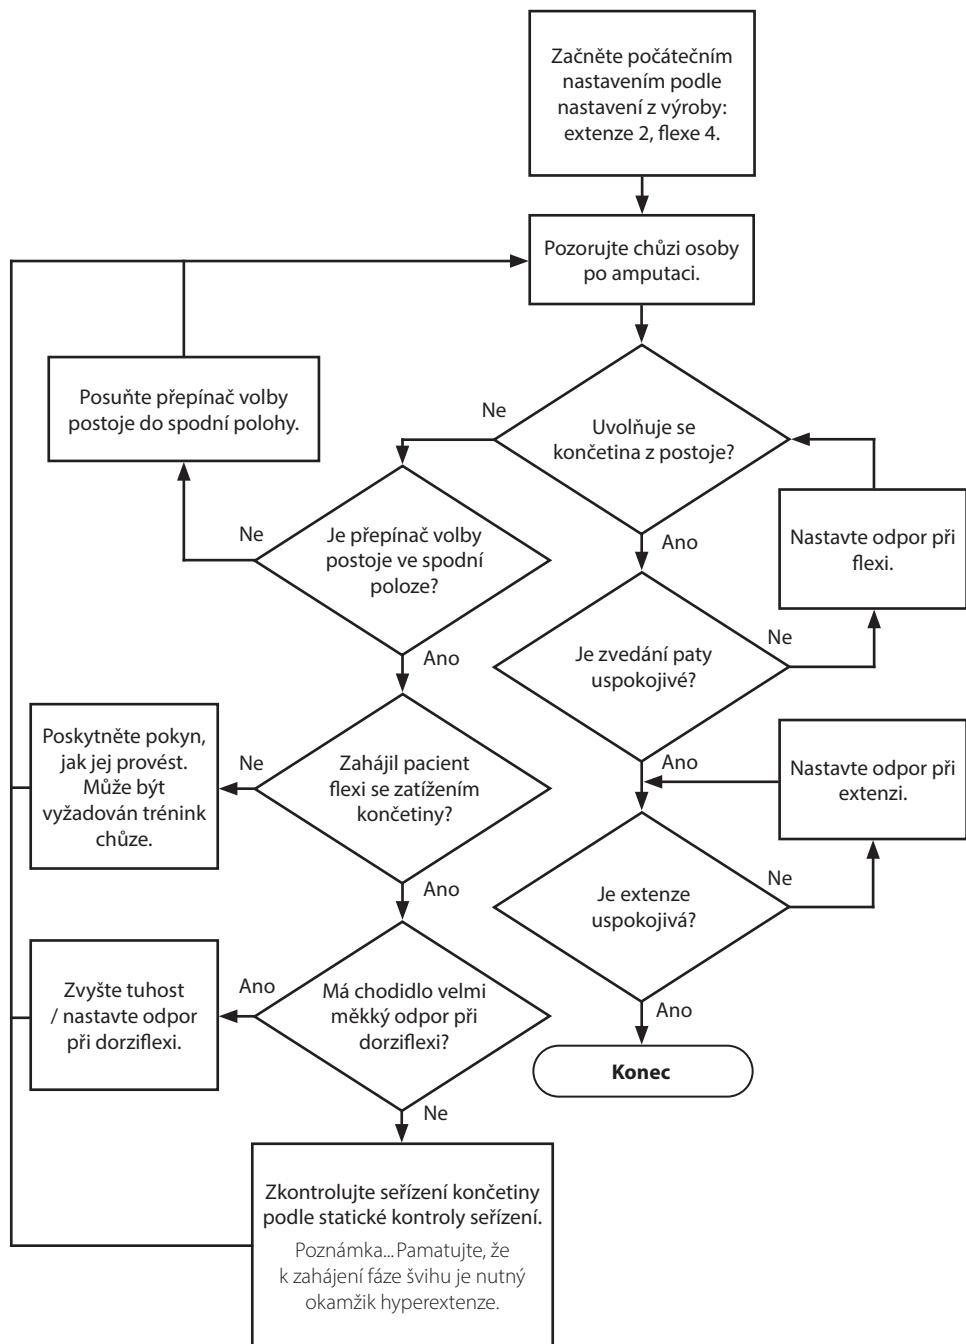 Začněte počátečním
nastavením podle
nastavení z výroby:
extenze 2, flexe 4.
Pozorujte chůzi osoby
po amputaci.
Posuňte přepínač volby
postoje do spodní polohy.
Ne
Uvolňuje se
končetina z postoje?
Ne
Je přepínač volby
postoje ve spodní
poloze?
Ano
Nastavte odpor při
flexi.
Ano
Je zvedání paty
uspokojivé?
Ne
Poskytněte pokyn,
jak jej provést.
Může být
vyžadován trénink
chůze.
Ne
Zahájil pacient
flexi se zatížením
končetiny?
Ano
Nastavte odpor při
extenzi.
Ano
Je extenze
uspokojivá?
Ne
Zvyšte tuhost
/ nastavte odpor
při dorziflexi.
Ano
Má chodidlo velmi
měkký odpor při
dorziflexi?
Ano
Konec
Ne
Zkontrolujte seřízení končetiny
podle statické kontroly seřízení.
Poznámka... Pamatujte, že
k zahájení fáze švihu je nutný
okamžik hyperextenze.